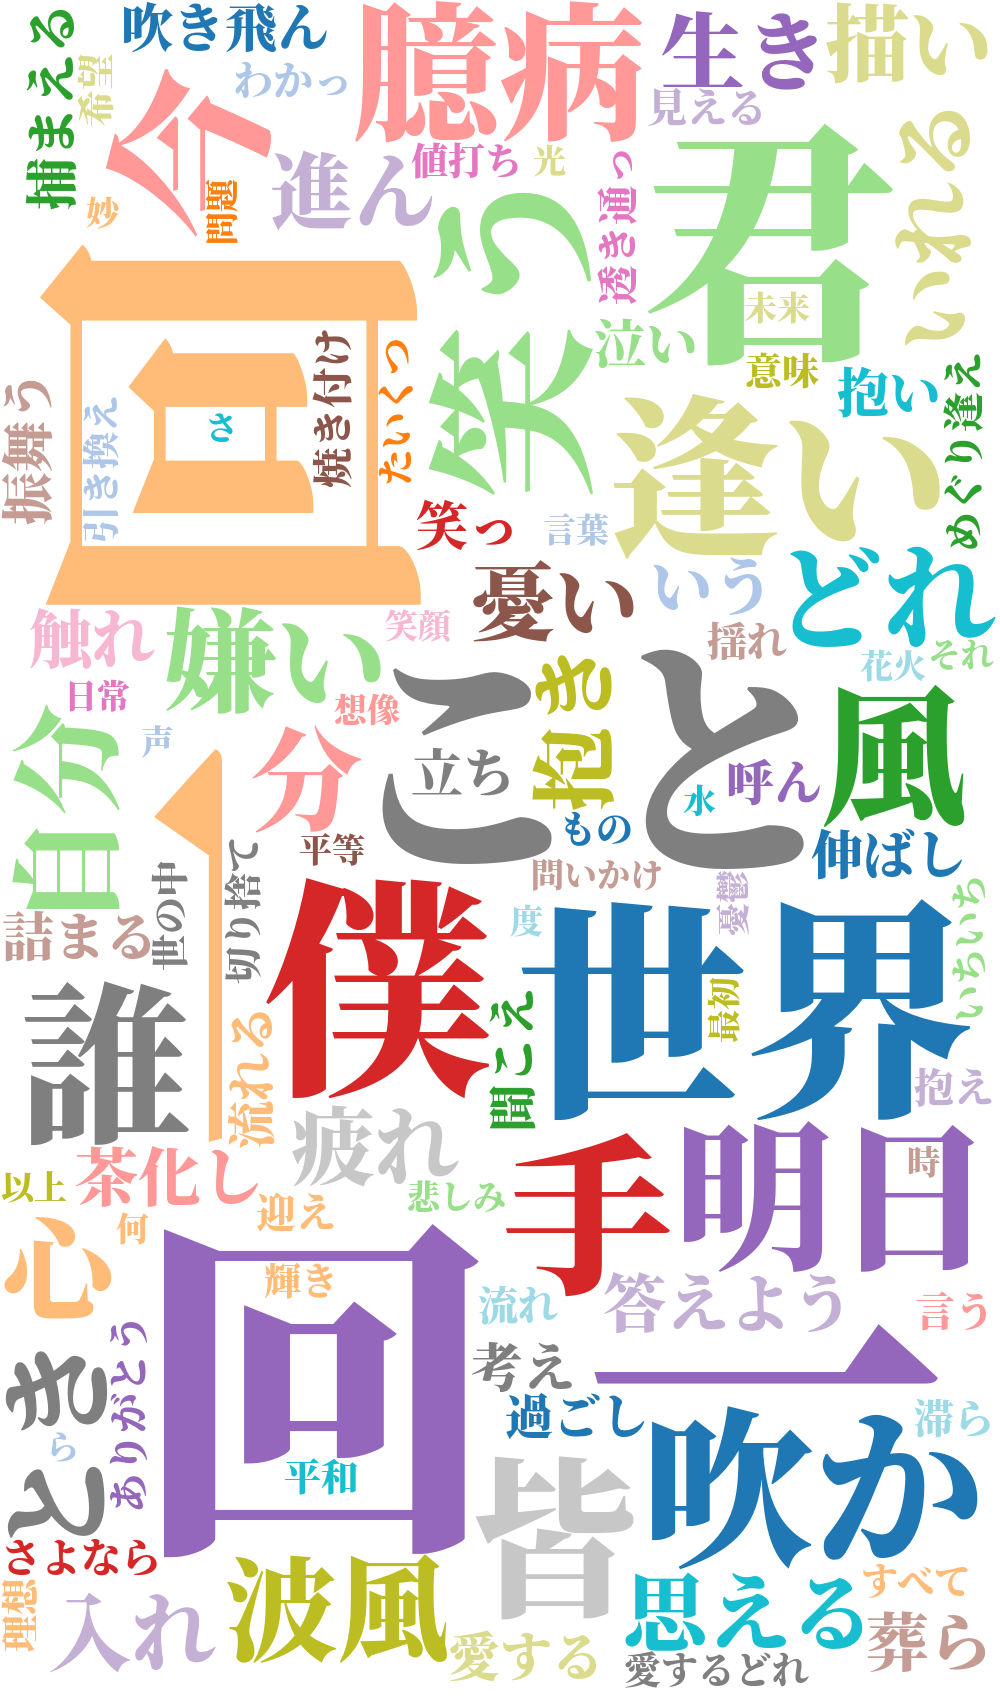 吹き飛ん
臆病
生き
描い
捕まえる
希望
わかっ
今
見える
値打ち
光
進ん
問題
妙
透き通っ
君
いれる
笑う
一回
未来
泣い
意味
抱い
めぐり逢え
振舞う
引き換え
さ
焼き付け
たいくつ
逢い
笑っ
言葉
憂い
いう
どれ
触れ
嫌い
笑顔
揺れ
花火
それ
日常
想像
こと
抱き
風
自分
声
分
立ち
水
呼ん
もの
平等
伸ばし
問いかけ
詰まる
世の中
切り捨て
僕
度
憂鬱
世界
いちいち
誰
流れる
聞こえ
最初
抱え
疲れ
手
明日
時
以上
茶化し
迎え
悲しみ
心
何
輝き
流れ
答えよう
言う
ときき
ありがとう
ら
一回
平和
考え
過ごし
吹か
滞ら
皆
さよなら
理想
入れ
波風
愛する
思える
すべて
葬ら
愛するどれ